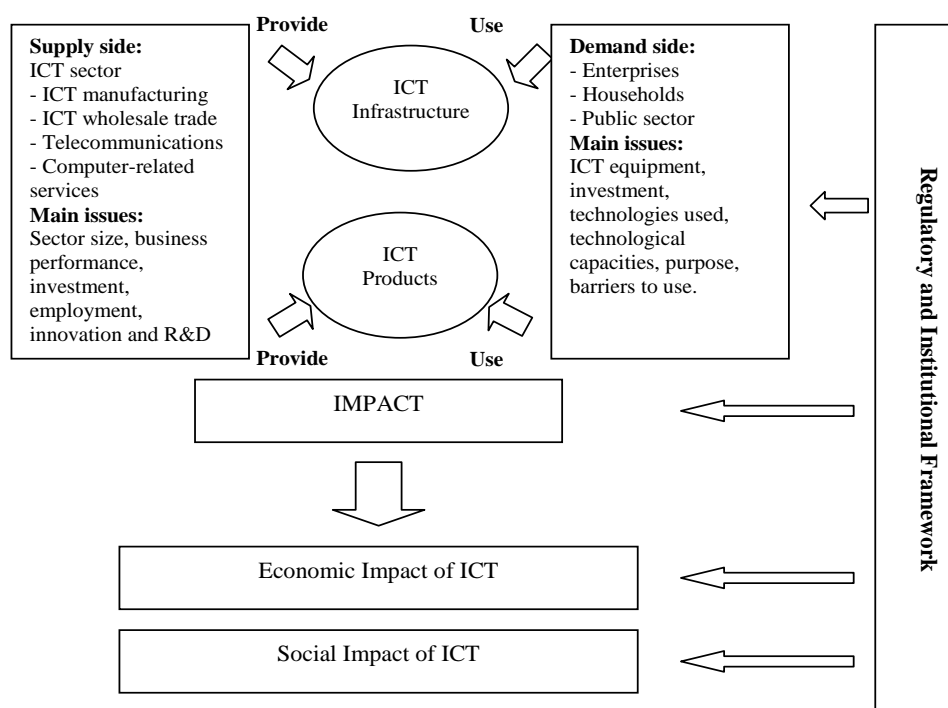 Provide
Use
Supply side:
ICT sector
- ICT manufacturing
- ICT wholesale trade
- Telecommunications
- Computer-related
services
Main issues:
Sector size, business
performance,
investment,
employment,
innovation and R&D
ICT
Infrastructure
ICT
Products
Provide
Use
Demand side:
- Enterprises
- Households
- Public sector
Main issues:
ICT equipment,
investment,
technologies used,
technological
capacities, purpose,
barriers to use.
Regulatory and Institutional Framework
IMPACT
Economic Impact of ICT
Social Impact of ICT